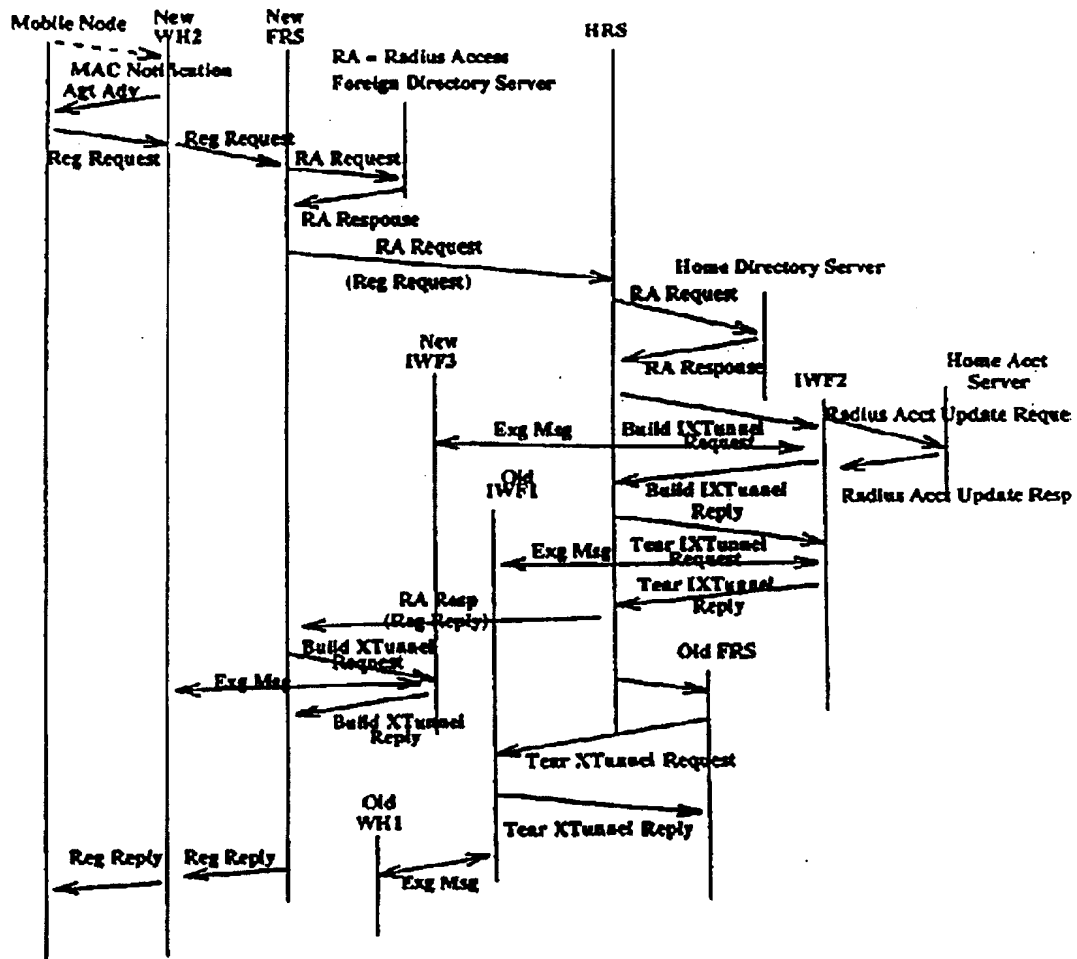 Mobile Node
New
WH2
New
FRS
HRS
RA = Radius Access
Foreign Directory Server
MAC Notification
Agt Adv
Reg Request
Reg Request
RA Request
RA Response
RA Request
(Reg Request)
Home Directory Server
RA Request
RA Response
New
IWF3
IWF2
Home Acct
Server
Radius Acct Update Reque
Exg Msg
Build IXTunnel
Request
Old
IWF1
Build IXTunnel
Reply
Radius Acct Update Resp
Exg Msg
Tear IXTunnel
Request
Tear IXTunnel
Reply
RA Resp
(Reg Reply)
Build XTunnel
Request
Old FRS
Exg Msg
Build XTunnel
Reply
Tear XTunnel Request
Old
WH1
Tear XTunnel Reply
Reg Reply
Reg Reply
Exg Msg